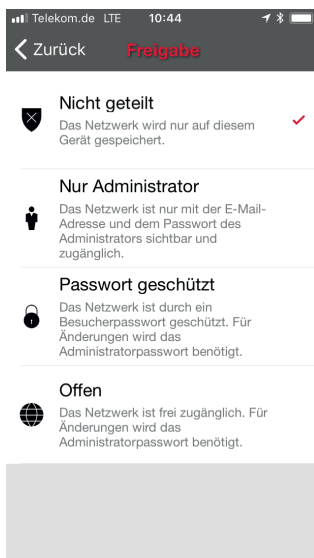 Telekom.de LTE 10:44
Zurück Freigabe
Nicht geteilt
Das Netzwerk wird nur auf diesem
Gerät gespeichert.
Nur Administrator
Das Netzwerk ist nur mit der E-Mail-
Adresse und dem Passwort des
Administrators sichtbar und
zugänglich.
Passwort geschützt
Das Netzwerk ist durch ein
Besucherpasswort geschützt. Für
Änderungen wird das
Administratorpasswort benötigt.
Offen
Das Netzwerk ist frei zugänglich. Für
Änderungen wird das
Administratorpasswort benötigt.